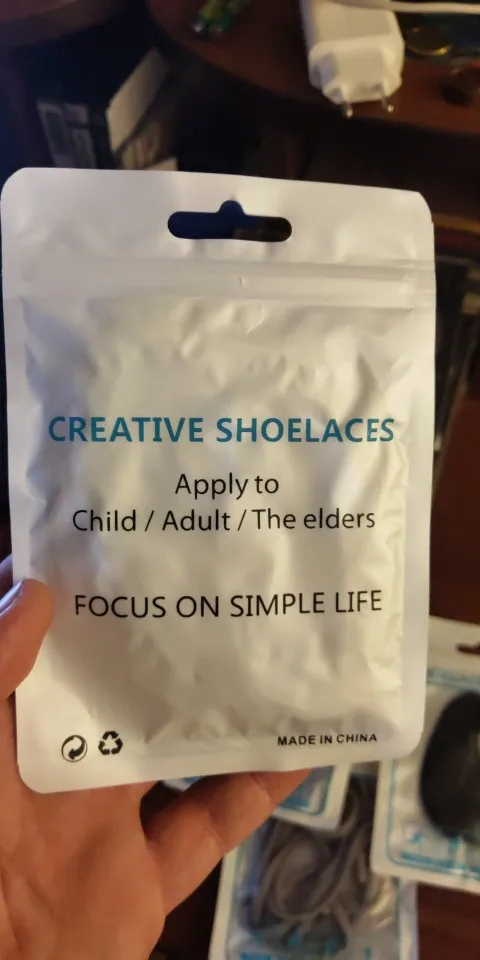 CREATIVE SHOELACES
Apply to
Child / Adult / The elders
FOCUS ON SIMPLE LIFE
MADE IN CHINA